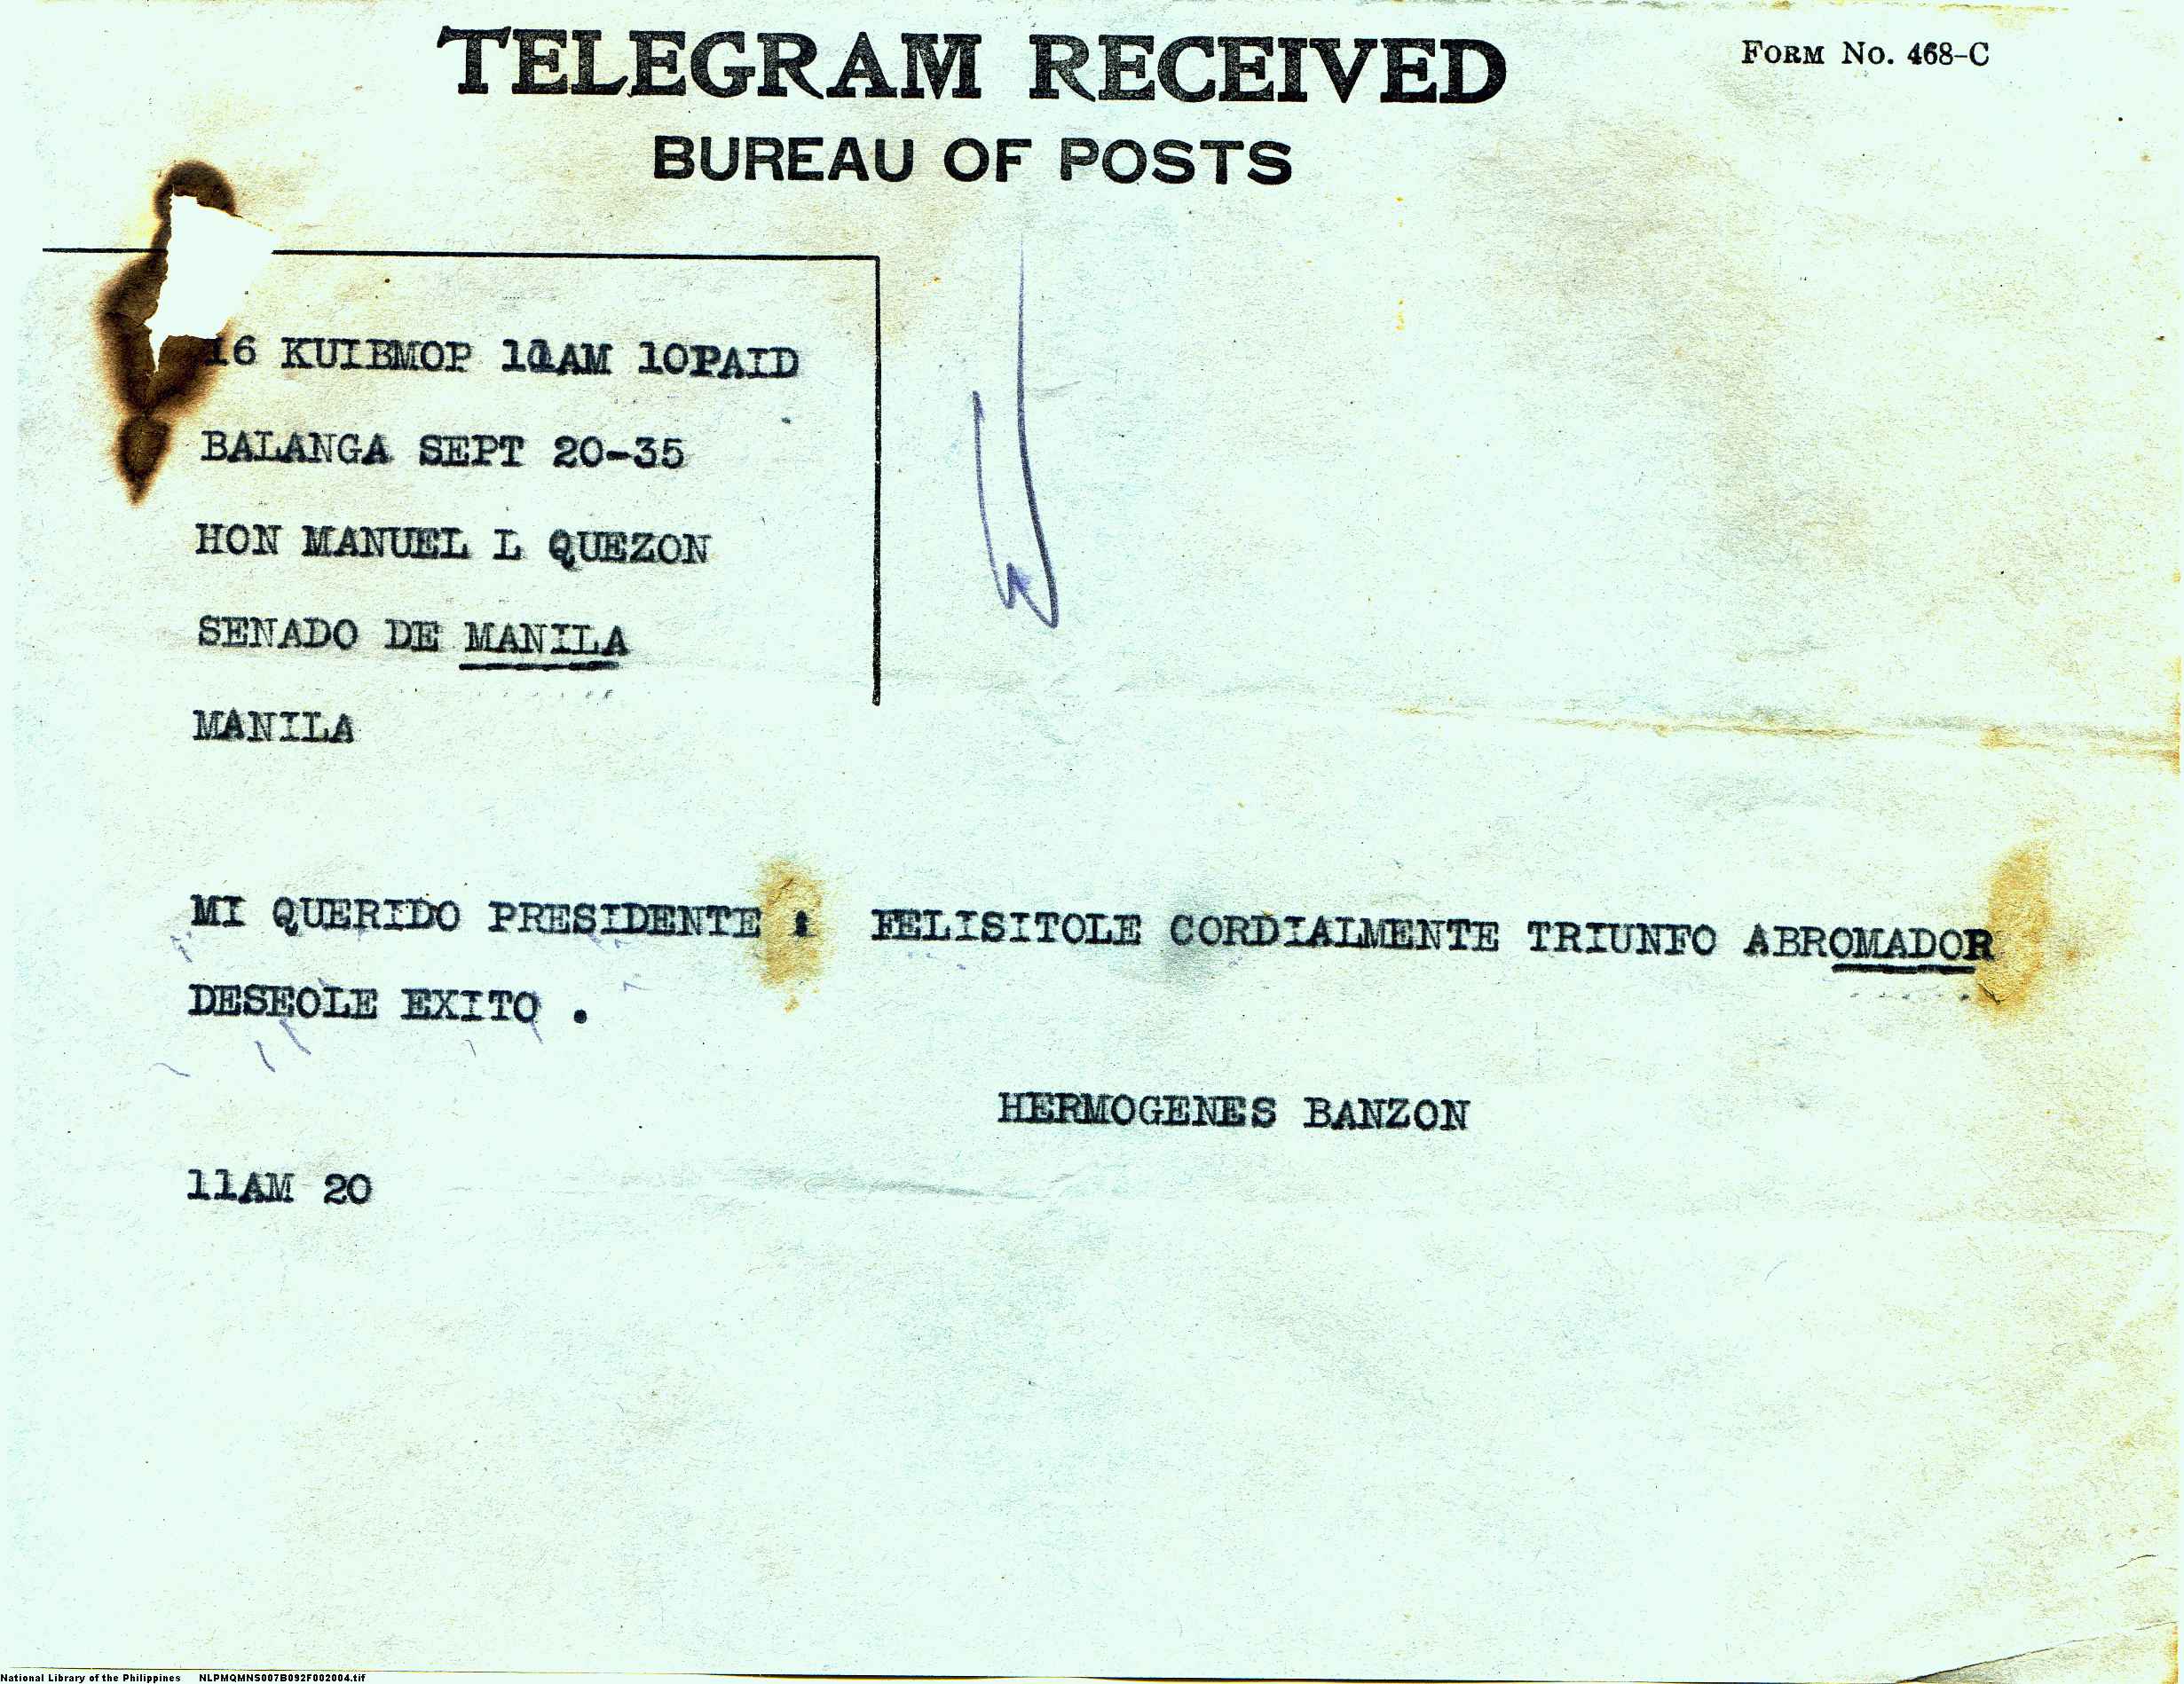 TELEGRAM RECEIVED
FORM NO. 468-C
BUREAU OF POSTS
16 KUIBMOP 10PAID
BALANGA SEPT 20-35
HON MANUEL L QUEZON
SENADO DE MANILA
MANILA
MI QUERIDO PRESIDENTE : FELISITOLE CORDIALMENTE TRIUNFO ABROMADOR
DESEOLE EXITO .
HERMOGENES BANZON
11AM 20
National Library of the Philippines NLPMQMNS007B092F002004.tif